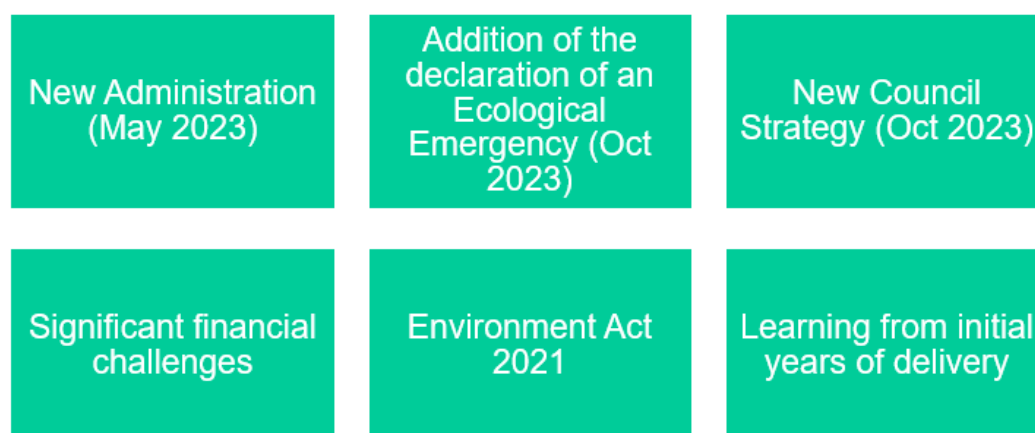 New Administration
(May 2023)
Addition of the
declaration of an
Ecological
Emergency (Oct
2023)
New Council
Strategy (Oct 2023)
Significant financial
challenges
Environment Act
2021
Learning from initial
years of delivery